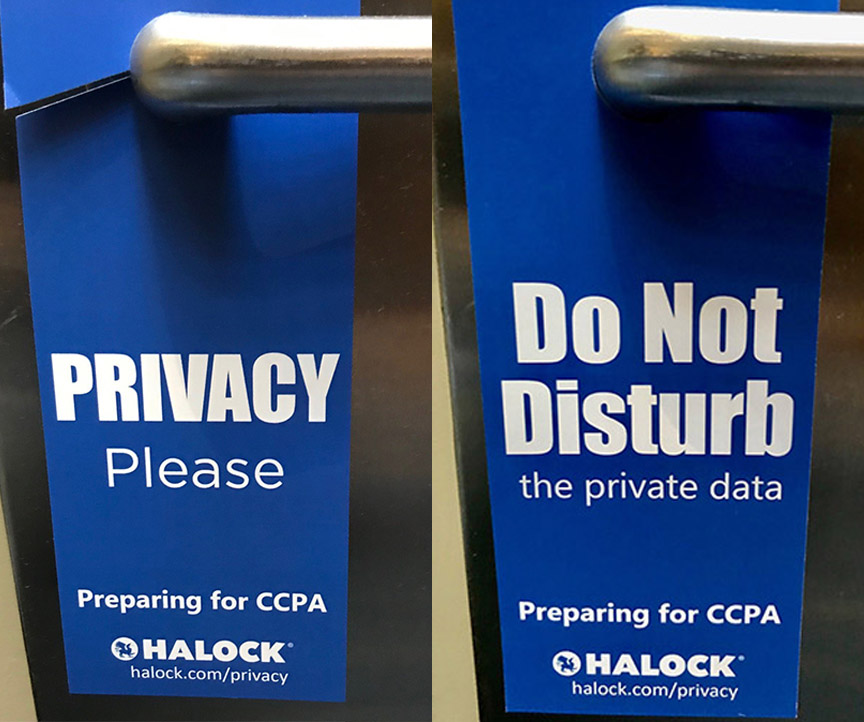 PRIVACY
Please
Preparing for CCPA
HALOCK®
halock.com/privacy
Do Not
Disturb
the private data
Preparing for CCPA
HALOCK®
halock.com/privacy